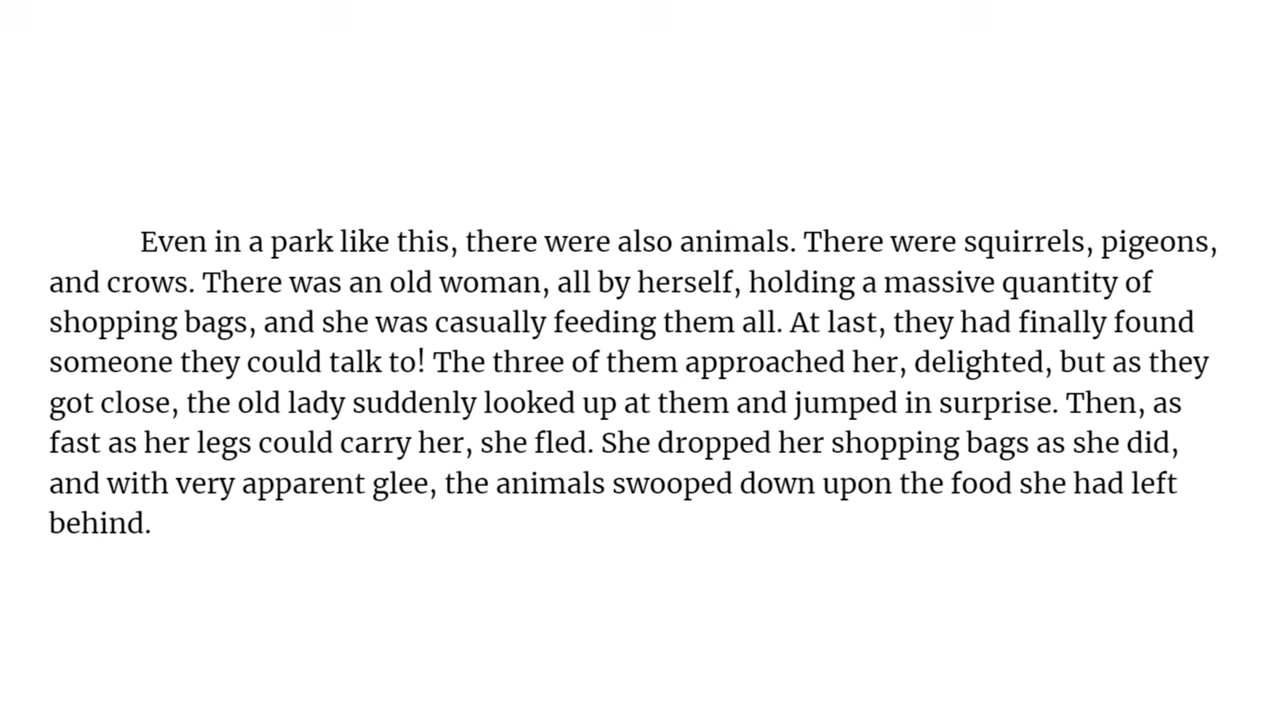 Even in a park like this, there were also animals. There were squirrels, pigeons,
and crows. There was an old woman, all by herself, holding a massive quantity of
shopping bags, and she was casually feeding them all. At last, they had finally found
someone they could talk to! The three of them approached her, delighted, but as they
got close, the old lady suddenly looked up at them and jumped in surprise. Then, as
fast as her legs could carry her, she fled. She dropped her shopping bags as she did,
and with very apparent glee, the animals swooped down upon the food she had left
behind.